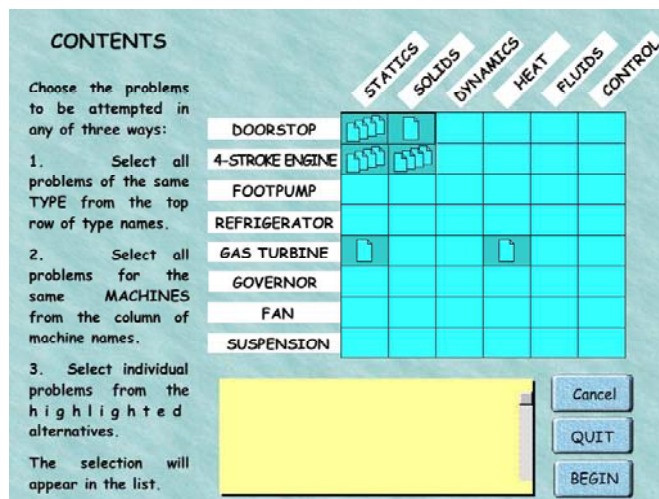 CONTENTS
Choose the problems
to be attempted in
any of three ways:
1. Select all
problems of the same
TYPE from the top
row of type names.
2. Select all
problems for the
same MACHINES
from the column of
machine names.
3. Select individual
problems from the
highlighted
alternatives.
The selection will
appear in the list.
STATICS
SOLIDS
DYNAMICS
HEAT
FLUIDS
CONTROL
DOORSTOP
4-STROKE ENGINE
FOOTPUMP
REFRIGERATOR
GAS TURBINE
GOVERNOR
FAN
SUSPENSION
Cancel
QUIT
BEGIN